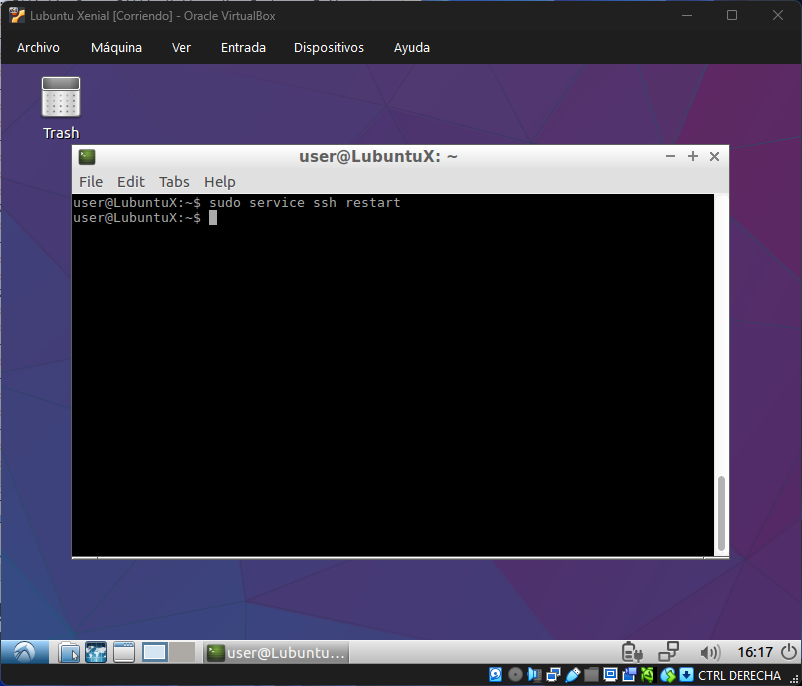 Lubuntu Xenial [Corriendo] - Oracle VirtualBox
Archivo Máquina Ver Entrada Dispositivos Ayuda
Trash
user@LubuntuX: ~
File Edit Tabs Help
user@LubuntuX:~$ sudo service ssh restart
user@LubuntuX:~$
user@Lubuntu...
16:17
CTRL DERECHA